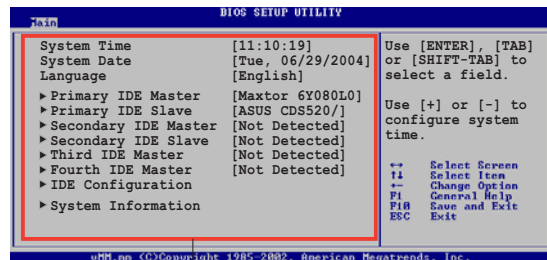 BIOS SETUP UTILITY
Main
System Time [11:10:19]
System Date [Tue, 06/29/2004]
Language [English]
Primary IDE Master [Maxtor 6Y080L0]
Primary IDE Slave [ASUS CDS520/]
Secondary IDE Master [Not Detected]
Secondary IDE Slave [Not Detected]
Third IDE Master [Not Detected]
Fourth IDE Master [Not Detected]
IDE Configuration
System Information
Use [ENTER], [TAB]
or [SHIFT-TAB] to
select a field.
Use [+] or [-] to
configure system
time.
↔ Select Screen
↑↓ Select Item
+- Change Option
F1 General Help
F10 Save and Exit
ESC Exit
vMM.nn (C)Copyright 1985-2002, American Megatrends, Inc.